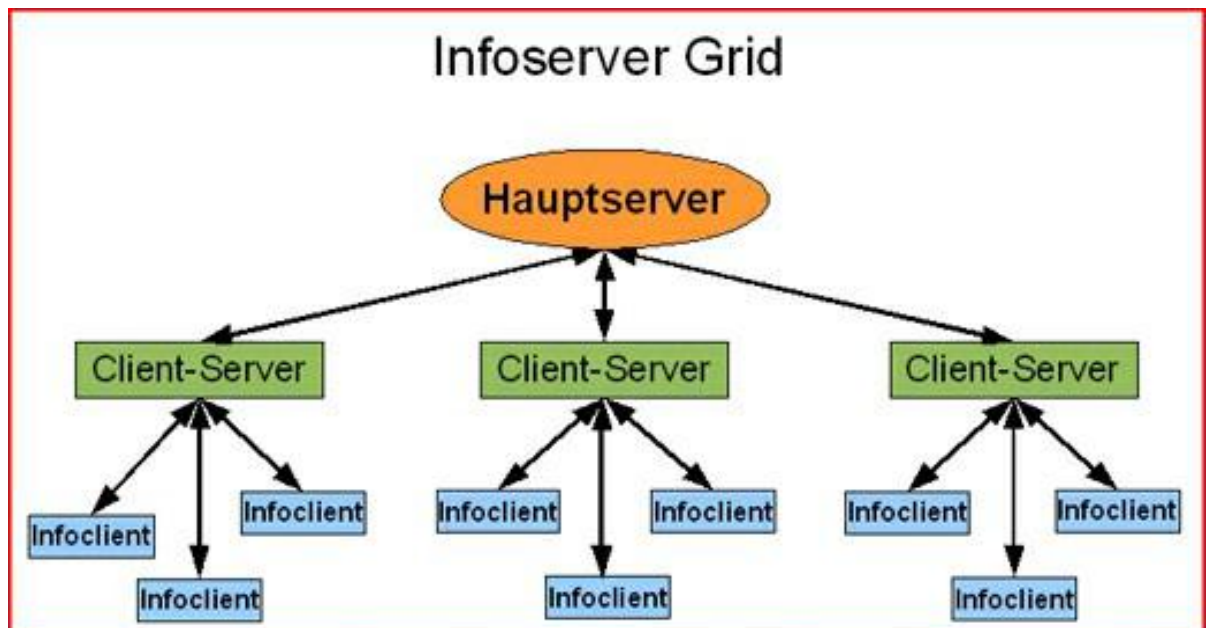 Infoserver Grid
Hauptserver
Client-Server
Client-Server
Client-Server
Infoclient
Infoclient
Infoclient
Infoclient
Infoclient
Infoclient
Infoclient
Infoclient
Infoclient